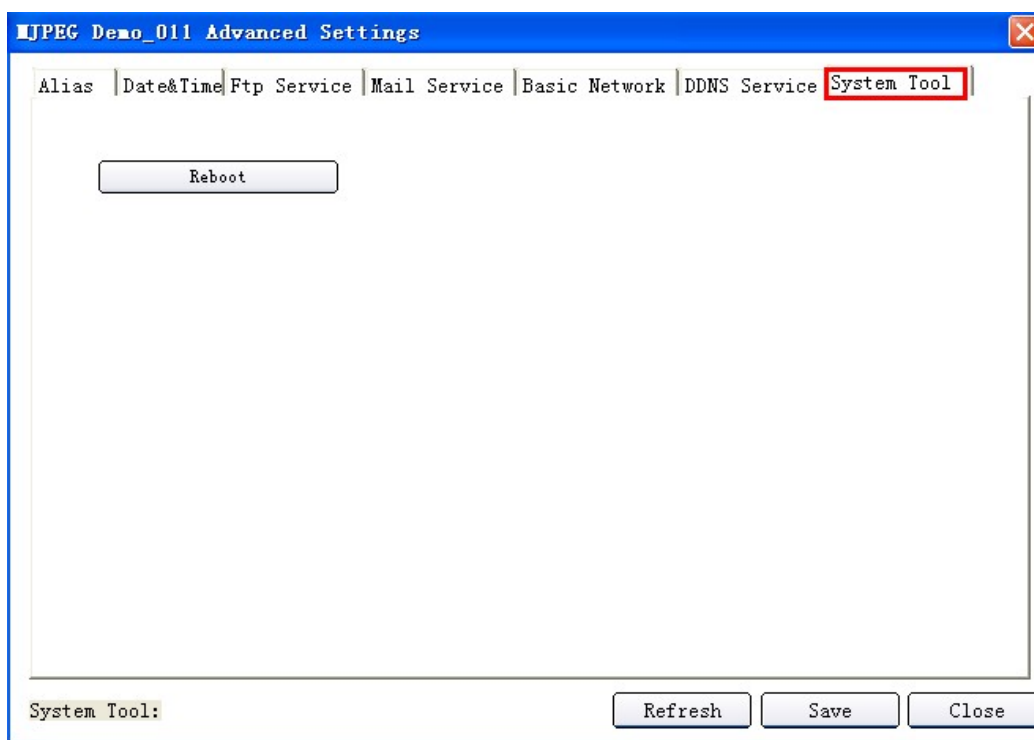 MJPEG Demo_011 Advanced Settings
Alias Date&Time Ftp Service Mail Service Basic Network DDNS Service System Tool
Reboot
System Tool: Refresh Save Close